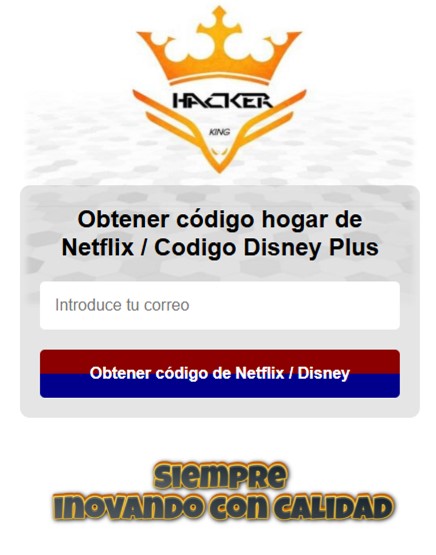 HACKER
KING
Obtener código hogar de
Netflix / Codigo Disney Plus
Introduce tu correo
Obtener código de Netflix / Disney
SIEMPRE
INOVANDO CON CALIDAD